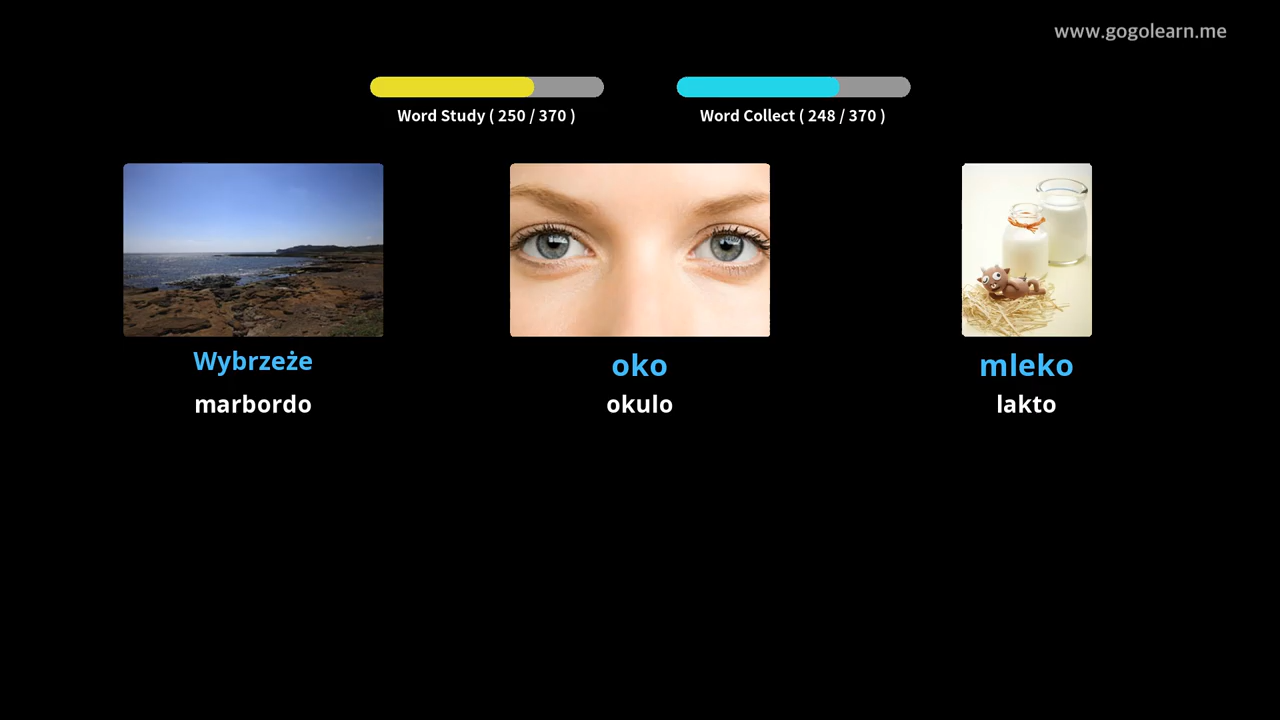 www.gogolearn.me
Word Study ( 250 / 370 )
Word Collect ( 248 / 370 )
Wybrzeże
oko
mleko
marbordo
okulo
lakto